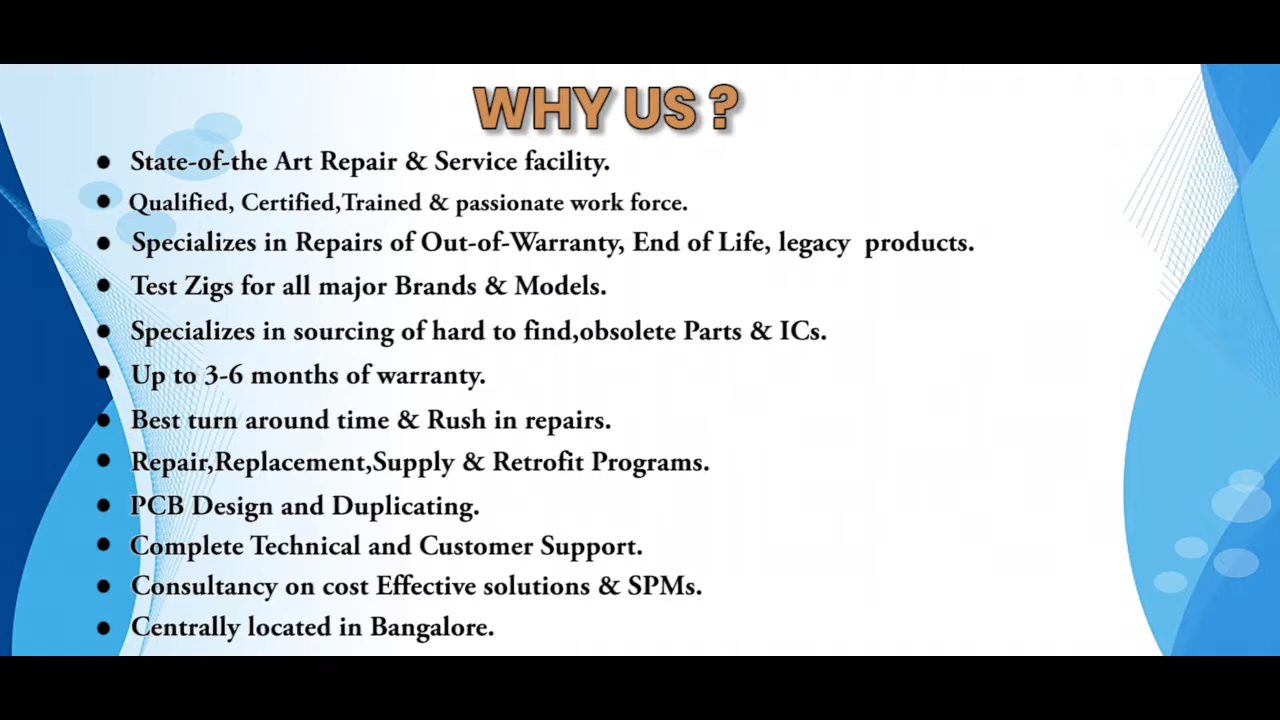 WHY US ?
● State-of-the Art Repair & Service facility.
● Qualified, Certified,Trained & passionate work force.
● Specializes in Repairs of Out-of-Warranty, End of Life, legacy  products.
● Test Zigs for all major Brands & Models.
● Specializes in sourcing of hard to find,obsolete Parts & ICs.
● Up to 3-6 months of warranty.
● Best turn around time & Rush in repairs.
● Repair,Replacement,Supply & Retrofit Programs.
● PCB Design and Duplicating.
● Complete Technical and Customer Support.
● Consultancy on cost Effective solutions & SPMs.
● Centrally located in Bangalore.